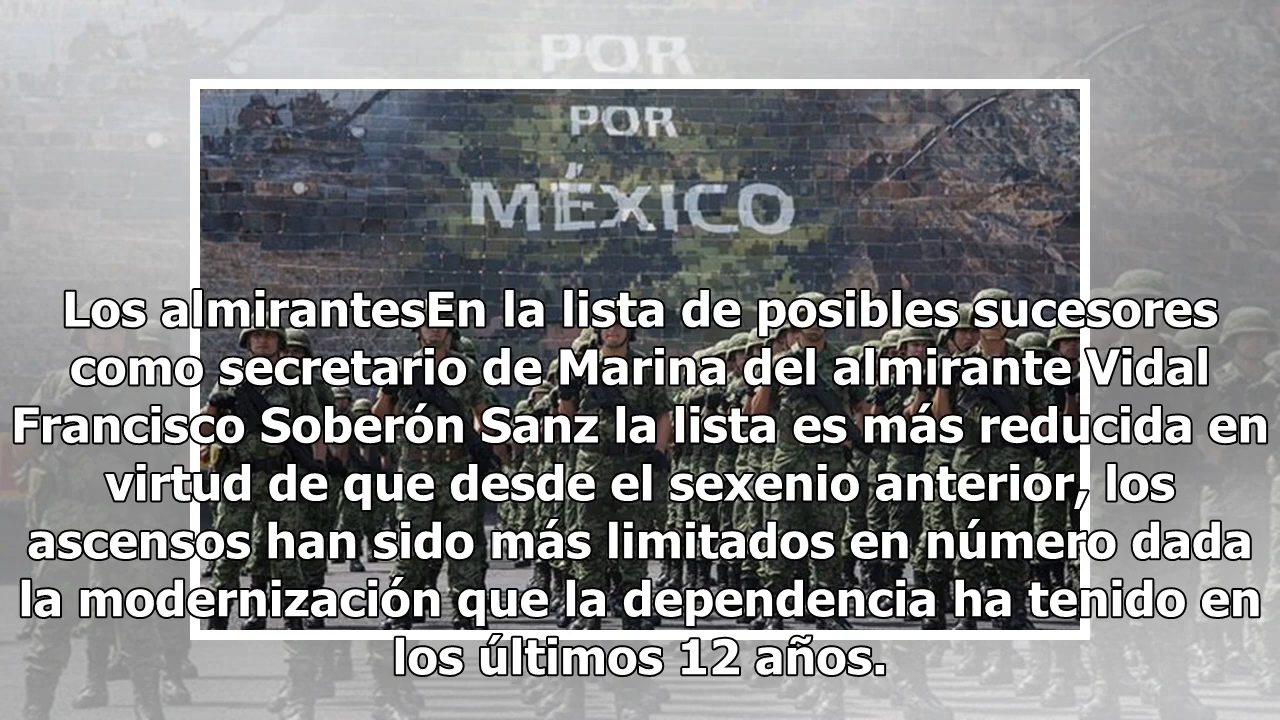 POR
POR
MÉXICO
Los almirantesEn la lista de posibles sucesores
como secretario de Marina del almirante Vidal
Francisco Soberón Sanz la lista es más reducida en
virtud de que desde el sexenio anterior, los
ascensos han sido más limitados en número dada
la modernización que la dependencia ha tenido en
los últimos 12 años.